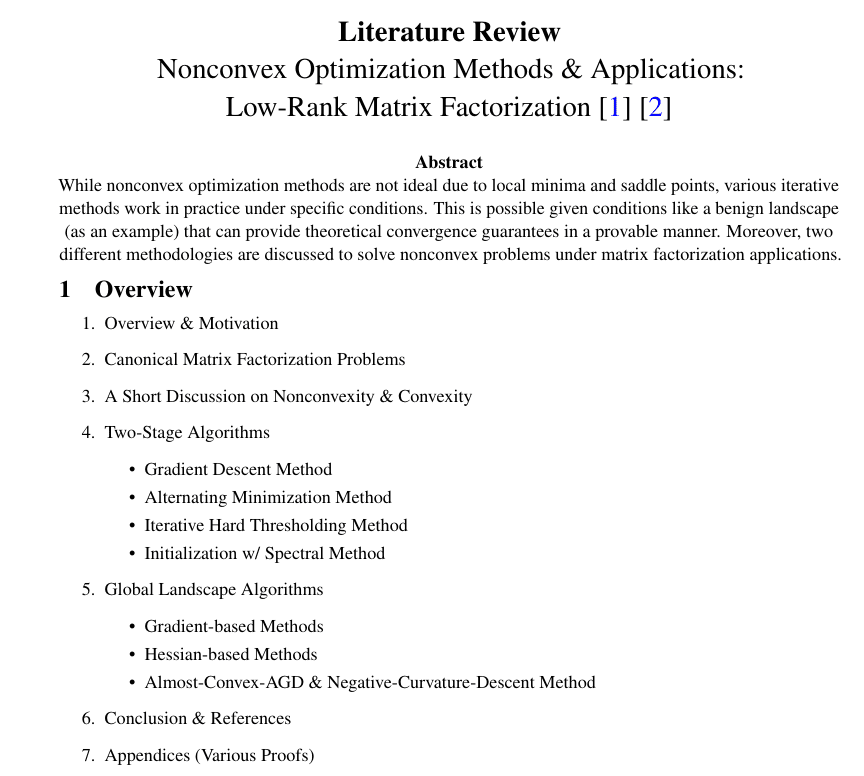 Literature Review
Nonconvex Optimization Methods & Applications:
Low-Rank Matrix Factorization [1] [2]
Abstract
While nonconvex optimization methods are not ideal due to local minima and saddle points, various iterative
methods work in practice under specific conditions. This is possible given conditions like a benign landscape
(as an example) that can provide theoretical convergence guarantees in a provable manner. Moreover, two
different methodologies are discussed to solve nonconvex problems under matrix factorization applications.
1 Overview
1. Overview & Motivation
2. Canonical Matrix Factorization Problems
3. A Short Discussion on Nonconvexity & Convexity
4. Two-Stage Algorithms
• Gradient Descent Method
• Alternating Minimization Method
• Iterative Hard Thresholding Method
• Initialization w/ Spectral Method
5. Global Landscape Algorithms
• Gradient-based Methods
• Hessian-based Methods
• Almost-Convex-AGD & Negative-Curvature-Descent Method
6. Conclusion & References
7. Appendices (Various Proofs)